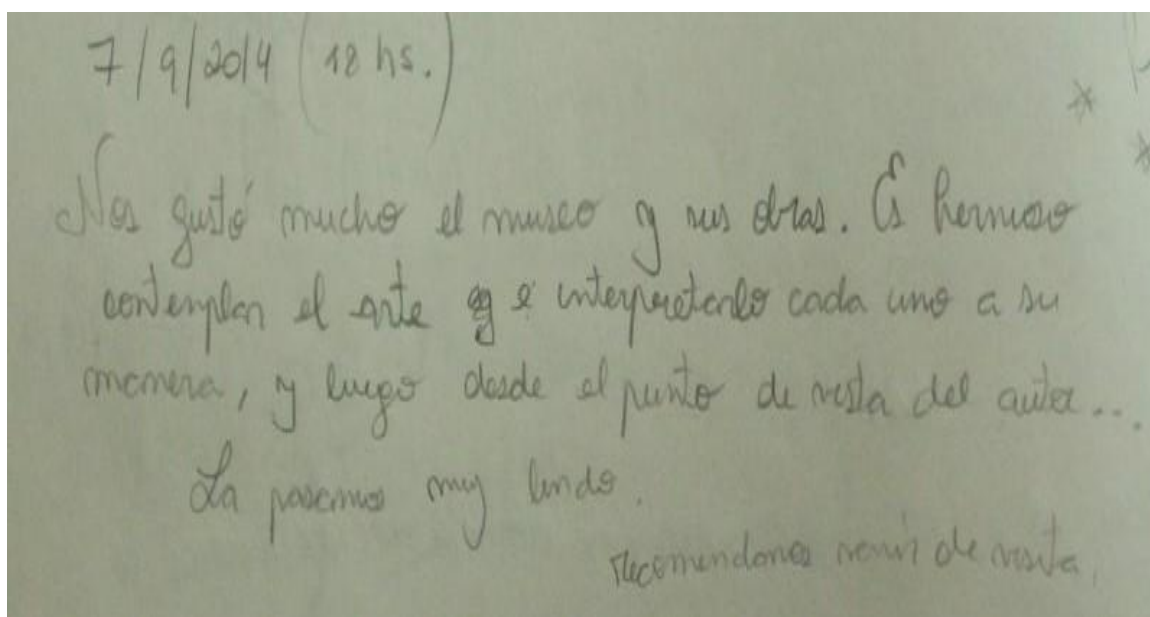 7/9/2014 (18 hs.)
Nos gustó mucho el museo y sus obras. Es hermoso
contemplar el arte e interpretarlo cada uno a su
manera, y luego desde el punto de vista del autor...
La pasamos muy lindo.
recomendamos venir de visita.